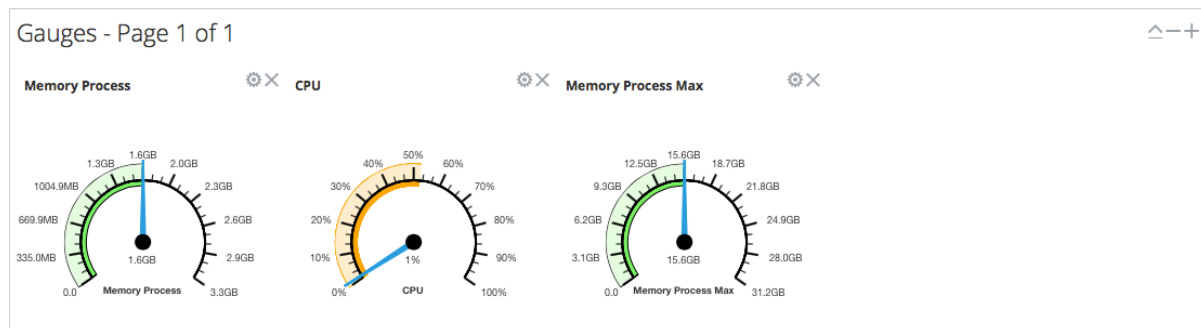 Gauges - Page 1 of 1
Memory Process
CPU
Memory Process Max
0.0
335.0MB
669.9MB
1004.9MB
1.3GB
1.6GB
2.0GB
2.3GB
2.6GB
2.9GB
3.3GB
1.6GB
Memory Process
0%
10%
20%
30%
40%
50%
60%
70%
80%
90%
100%
1%
CPU
0.0
3.1GB
6.2GB
9.3GB
12.5GB
15.6GB
18.7GB
21.8GB
24.9GB
28.0GB
31.2GB
15.6GB
Memory Process Max